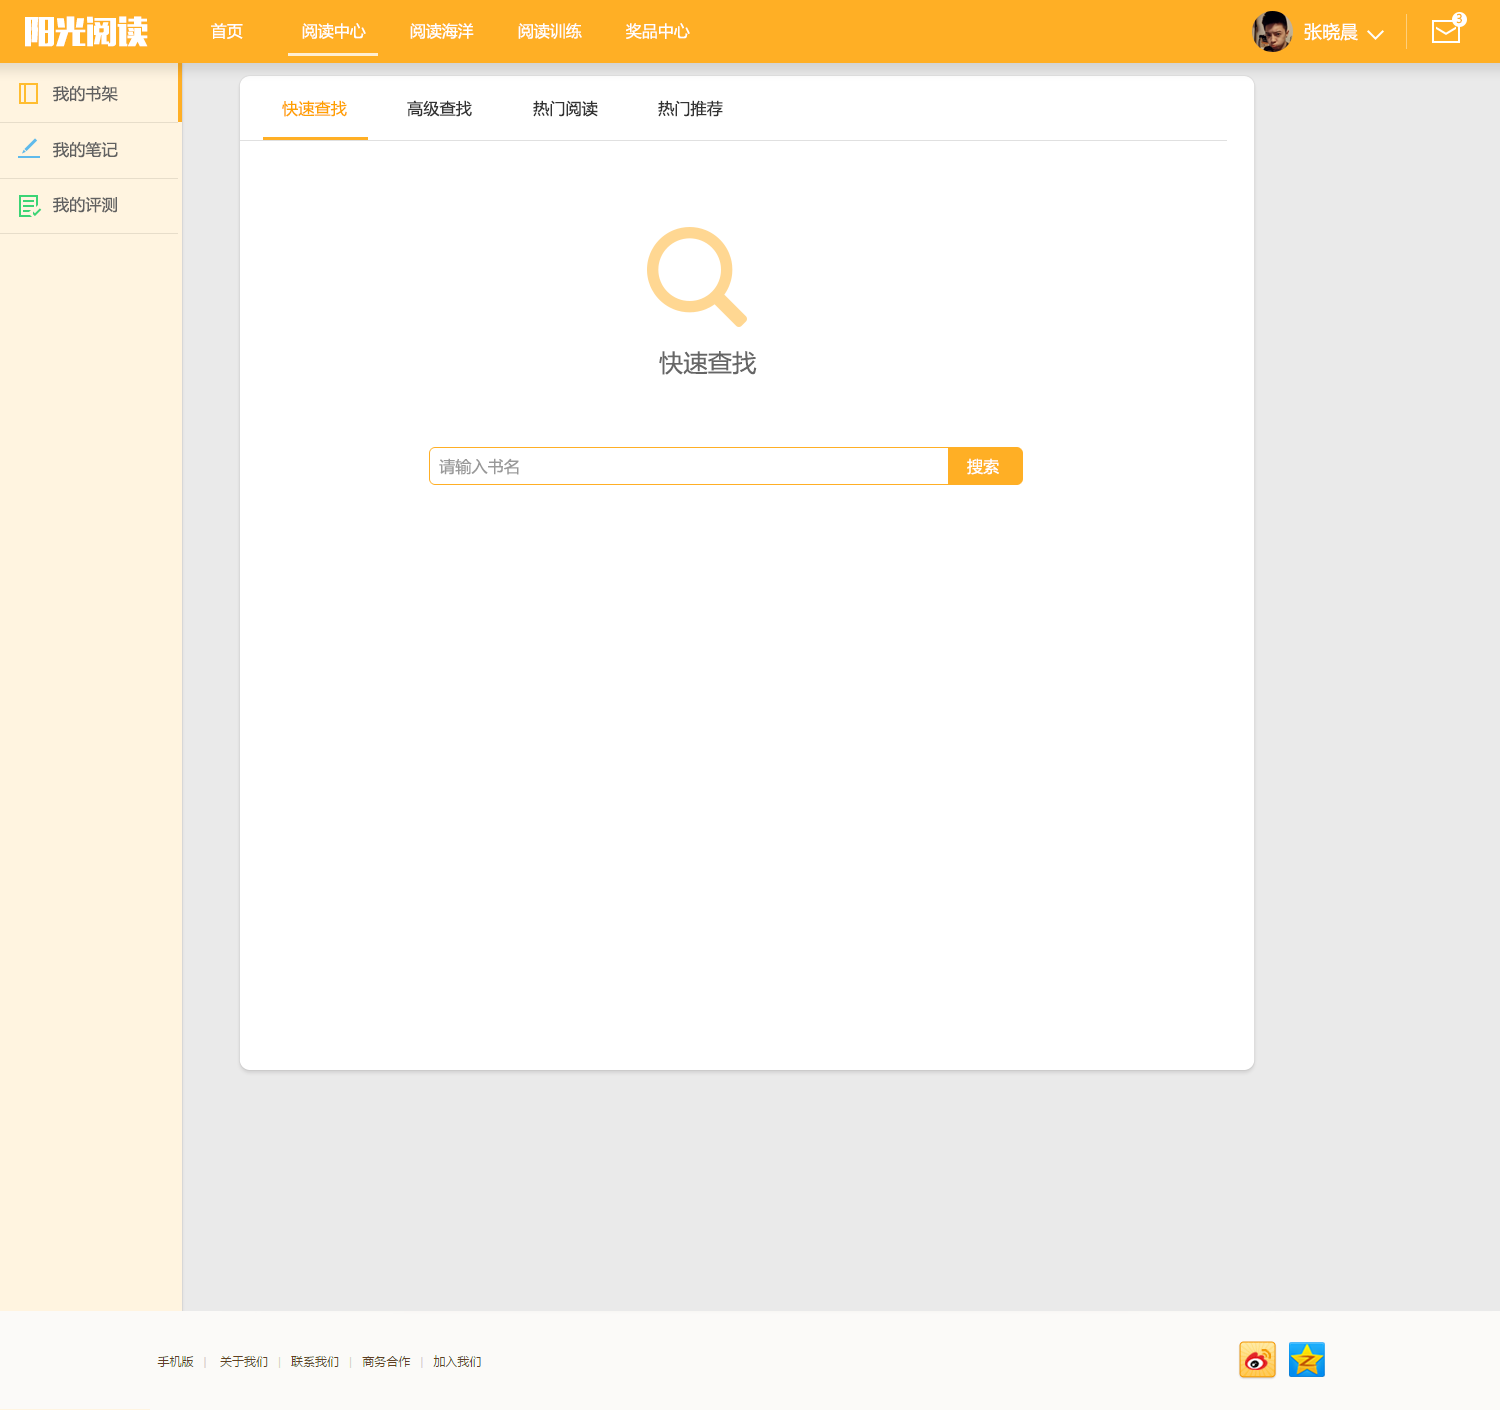 阳光阅读 首页 阅读中心 阅读海洋 阅读训练 奖品中心 张晓晨 3
我的书架
我的笔记
我的评测
快速查找 高级查找 热门阅读 热门推荐
快速查找
请输入书名 搜索
手机版 | 关于我们 | 联系我们 | 商务合作 | 加入我们